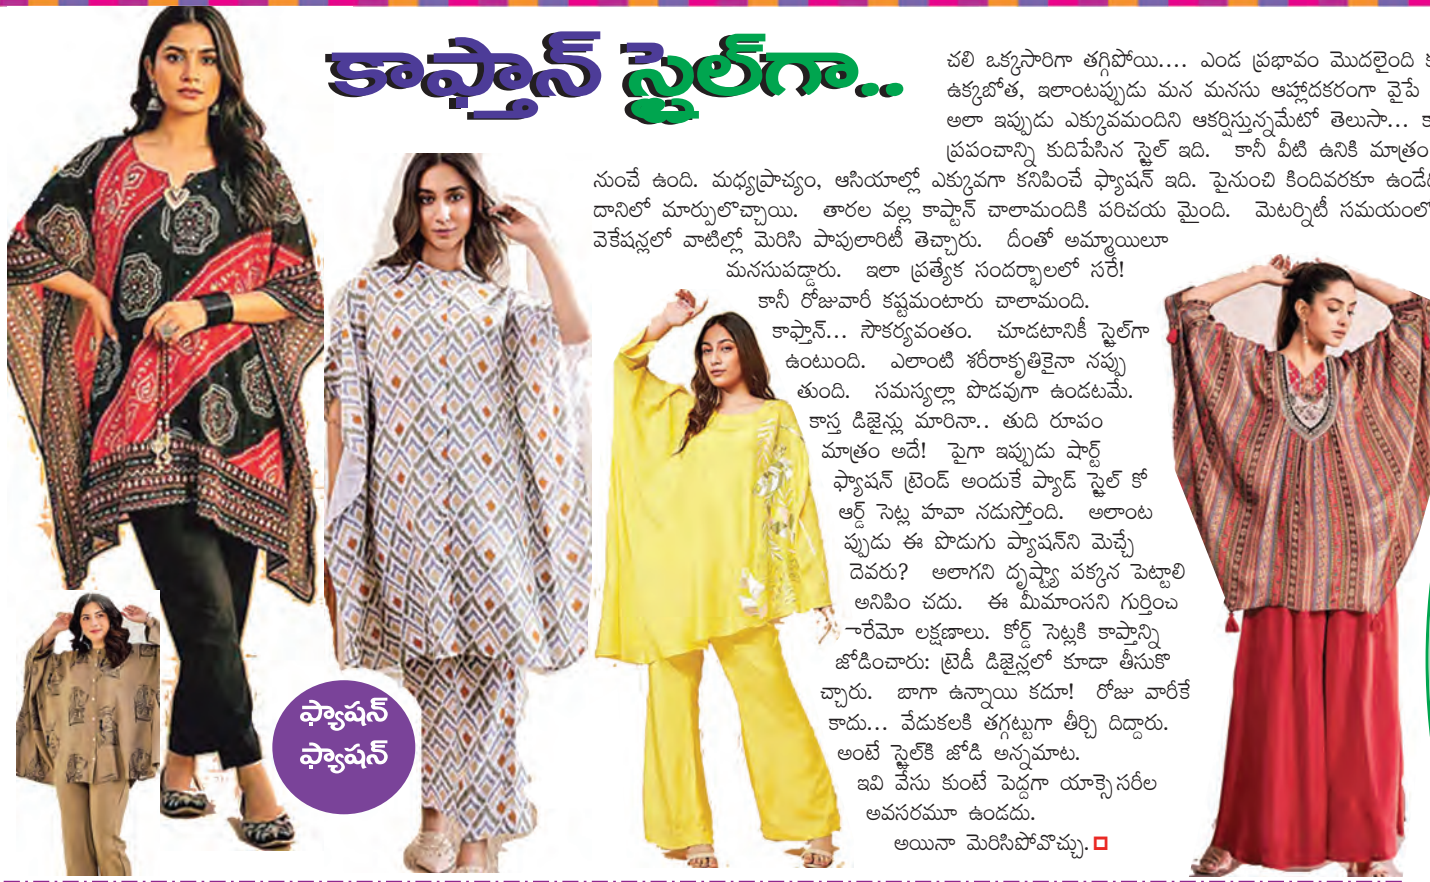 కాఫ్తాన్ స్టైల్‌గా..
చలి ఒక్కసారిగా తగ్గిపోయి.... ఎండ ప్రభావం మొదలైంది
ఉక్కబోత, ఇలాంటప్పుడు మన మనసు ఆహ్లాదకరంగా వైపే
అలా ఇప్పుడు ఎక్కువమందిని ఆకర్షిస్తున్నమేటో తెలుసా...
ప్రపంచాన్ని కుదిపేసిన స్టైల్ ఇది. కానీ వీటి ఉనికి మాత్రం
నుంచే ఉంది. మధ్యప్రాచ్యం, ఆసియాల్లో ఎక్కువగా కనిపించే ఫ్యాషన్ ఇది. పైనుంచి కిందివరకూ
దానిలో మార్పులొచ్చాయి. తారల వల్ల కాఫ్తాన్ చాలామందికి పరిచయ మైంది. మెటర్నిటీ సమయంలో
వెకేషన్లలో వాటిల్లో మెరిసి పాపులారిటీ తెచ్చారు. దీంతో అమ్మాయిలూ
మనసుపడ్డారు. ఇలా ప్రత్యేక సందర్భాలలో సరే!
కానీ రోజువారీ కష్టమంటారు చాలామంది.
కాఫ్తాన్... సౌకర్యవంతం. చూడటానికీ స్టైల్‌గా
ఉంటుంది. ఎలాంటి శరీరాకృతికైనా నప్పు
తుంది. సమస్యల్లా పొడవుగా ఉండటమే.
కాస్త డిజైన్లు మారినా.. తుది రూపం
మాత్రం అదే! పైగా ఇప్పుడు షార్ట్
ఫ్యాషన్ ట్రెండ్ అందుకే ప్యాడ్ స్టైల్ కో
ఆర్డ్ సెట్ల హవా నడుస్తోంది. అలాంట
ప్పుడు ఈ పొడుగు ప్యాషన్‌ని మెచ్చే
దెవరు? అలాగని దృష్ట్యా పక్కన పెట్టాలి
అనిపిం చదు. ఈ మీమాంసని గుర్తించ
ారేమో లక్షణాలు. కోర్డ్ సెట్లకి కాఫ్తాన్ని
జోడించారు: ట్రెడీ డిజైన్లలో కూడా తీసుకొ
చ్చారు. బాగా ఉన్నాయి కదూ! రోజు వారీకే
కాదు... వేడుకలకి తగ్గట్టుగా తీర్చి దిద్దారు.
అంటే స్టైల్‌కి జోడి అన్నమాట.
ఇవి వేసు కుంటే పెద్దగా యాక్సెసరీల
అవసరమూ ఉండదు.
అయినా మెరిసిపోవొచ్చు.
ఫ్యాషన్
ఫ్యాషన్